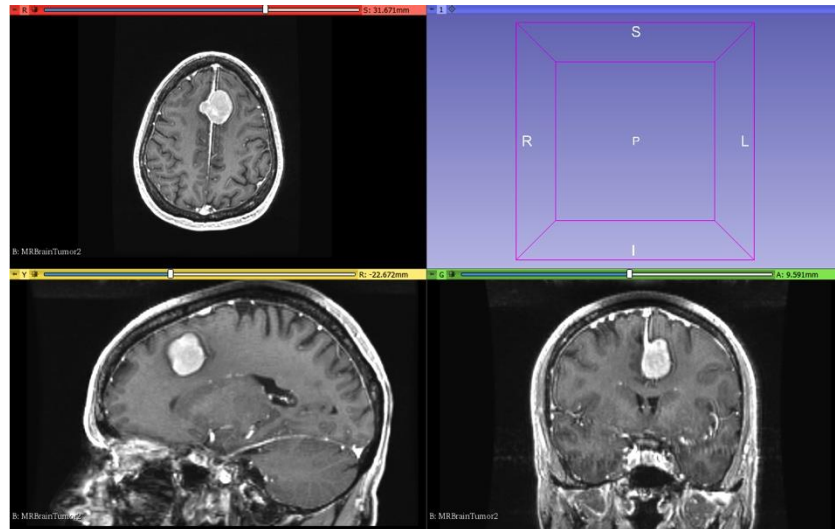 R S: 31.671mm
1
S
R P L
I
B: MRBrainTumor2
Y R: -22.672mm
G A: 9.591mm
B: MRBrainTumor2
B: MRBrainTumor2